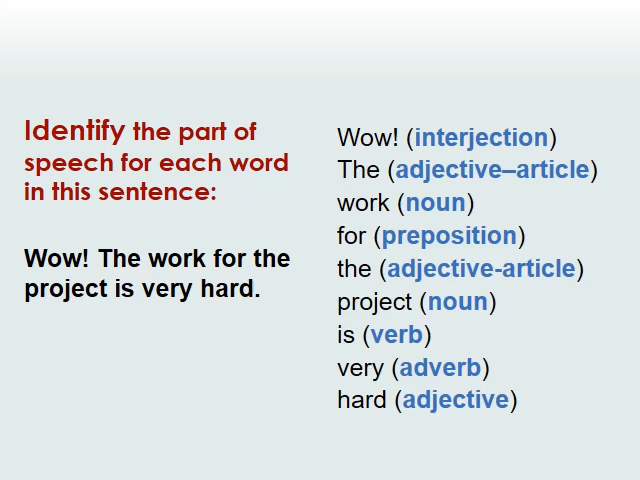 Identify the part of
speech for each word
in this sentence:
Wow! The work for the
project is very hard.
Wow! (interjection)
The (adjective–article)
work (noun)
for (preposition)
the (adjective-article)
project (noun)
is (verb)
very (adverb)
hard (adjective)